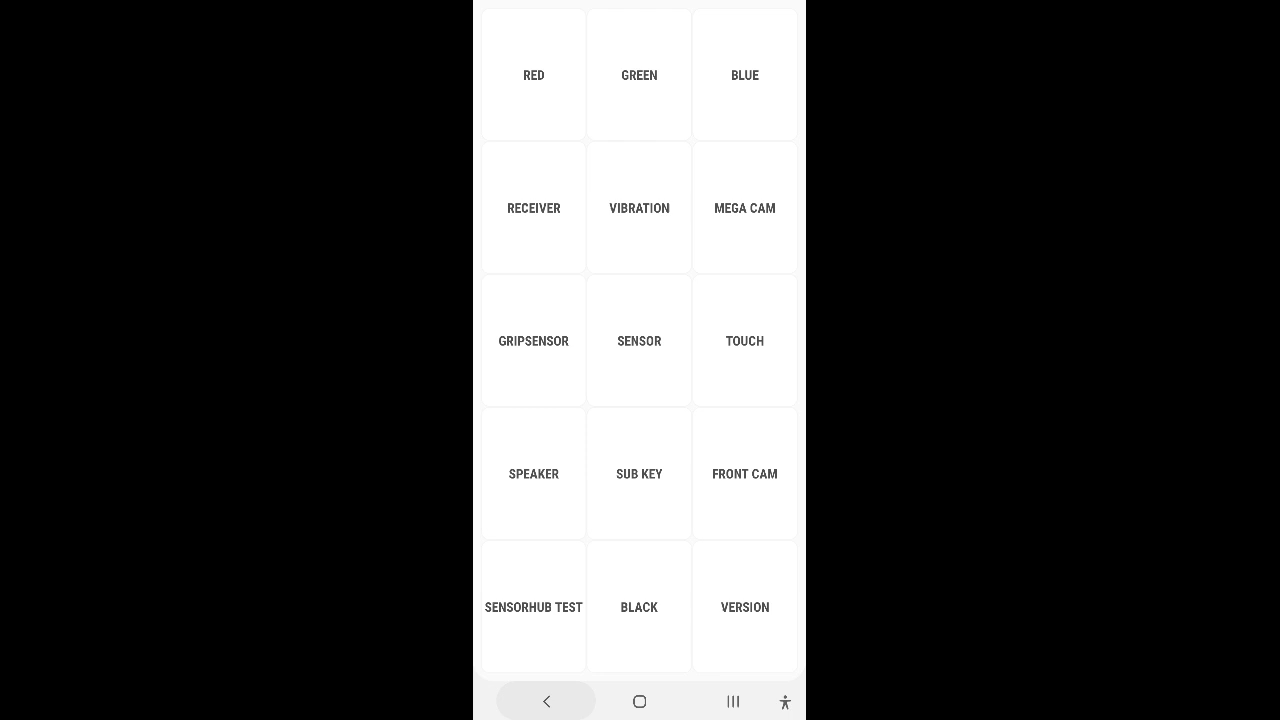 RED GREEN BLUE
RECEIVER VIBRATION MEGA CAM
GRIPSENSOR SENSOR TOUCH
SPEAKER SUB KEY FRONT CAM
SENSORHUB TEST BLACK VERSION